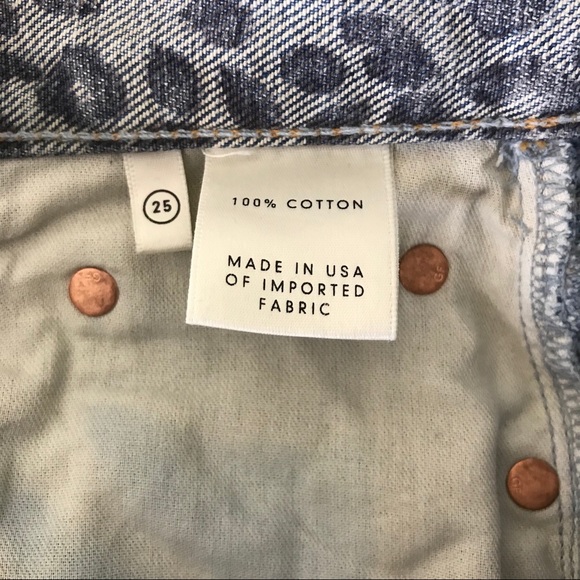 25
100% COTTON
MADE IN USA
OF IMPORTED
FABRIC